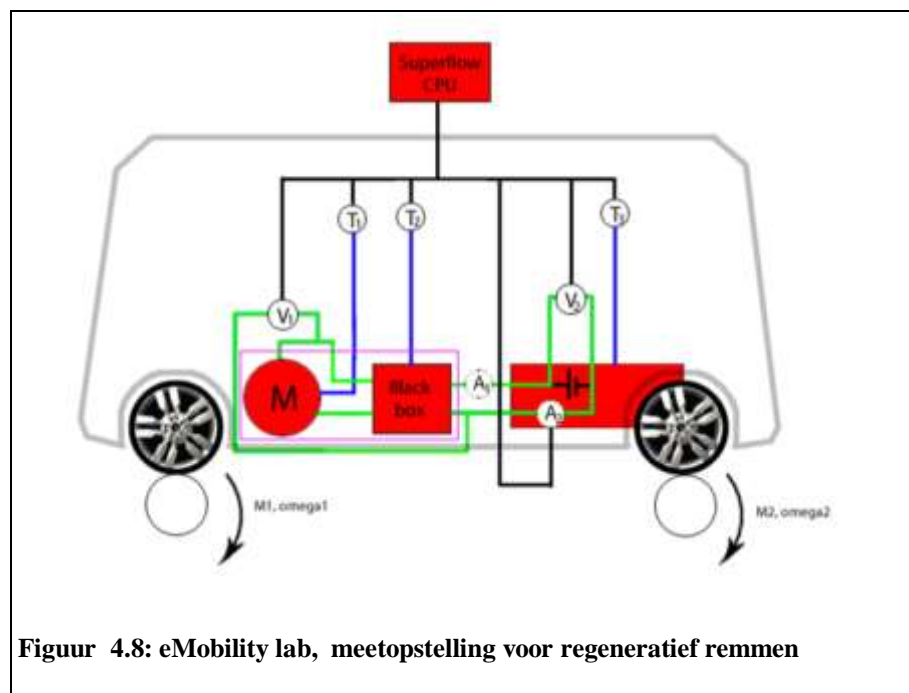 Superflow
CPU
T1
T2
T3
V1
V2
M
Black
box
A1
A2
M1, omega1
M2, omega2
Figuur 4.8: eMobility lab, meetopstelling voor regeneratief remmen